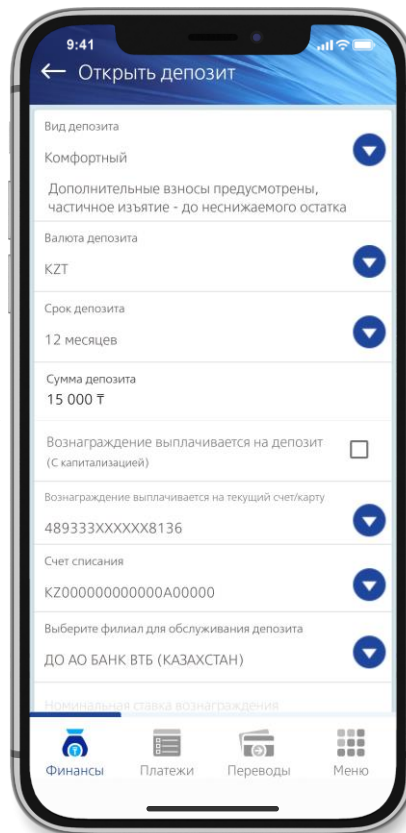 9:41
← Открыть депозит
Вид депозита
Комфортный
Дополнительные взносы предусмотрены,
частичное изъятие - до неснижаемого остатка
Валюта депозита
KZT
Срок депозита
12 месяцев
Сумма депозита
15 000 ₸
Вознаграждение выплачивается на депозит
(С капитализацией)
Вознаграждение выплачивается на текущий счет/карту
489333XXXXXX8136
Счет списания
KZ000000000000A00000
Выберите филиал для обслуживания депозита
ДО АО БАНК ВТБ (КАЗАХСТАН)
Номинальная ставка вознаграждения
Финансы Платежи Переводы Меню